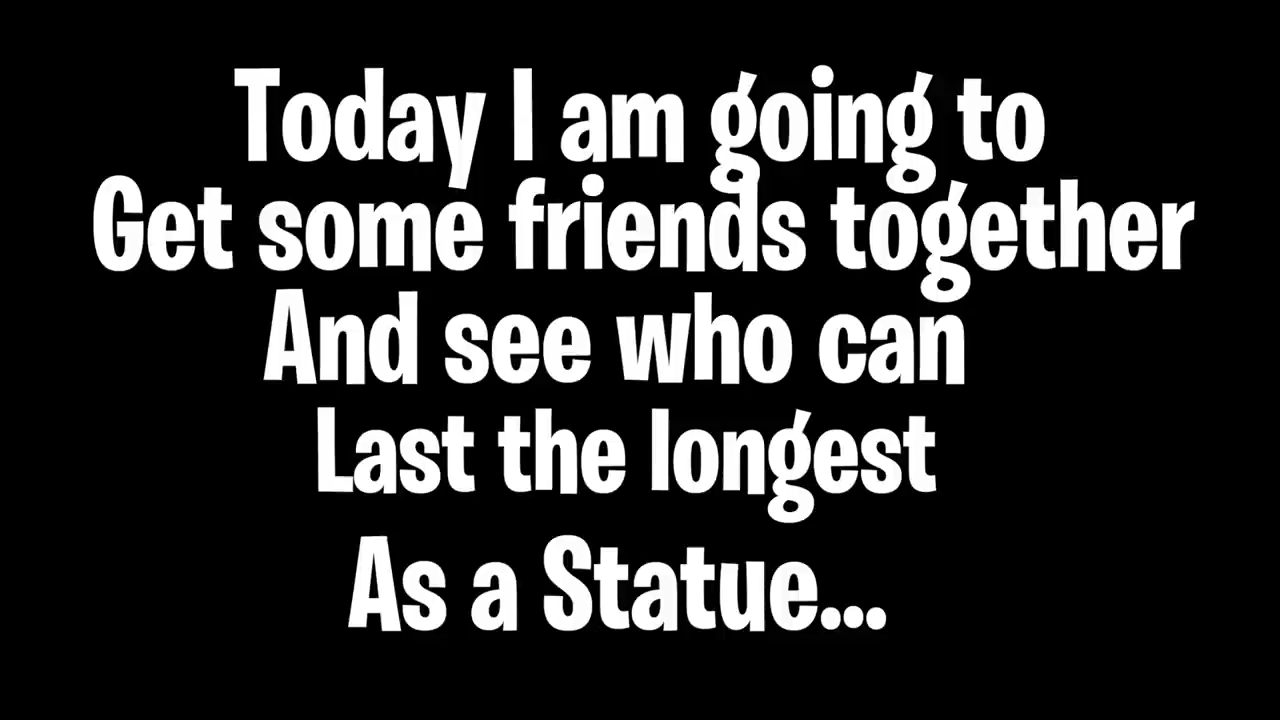 Today I am going to
Get some friends together
And see who can
Last the longest
As a Statue...